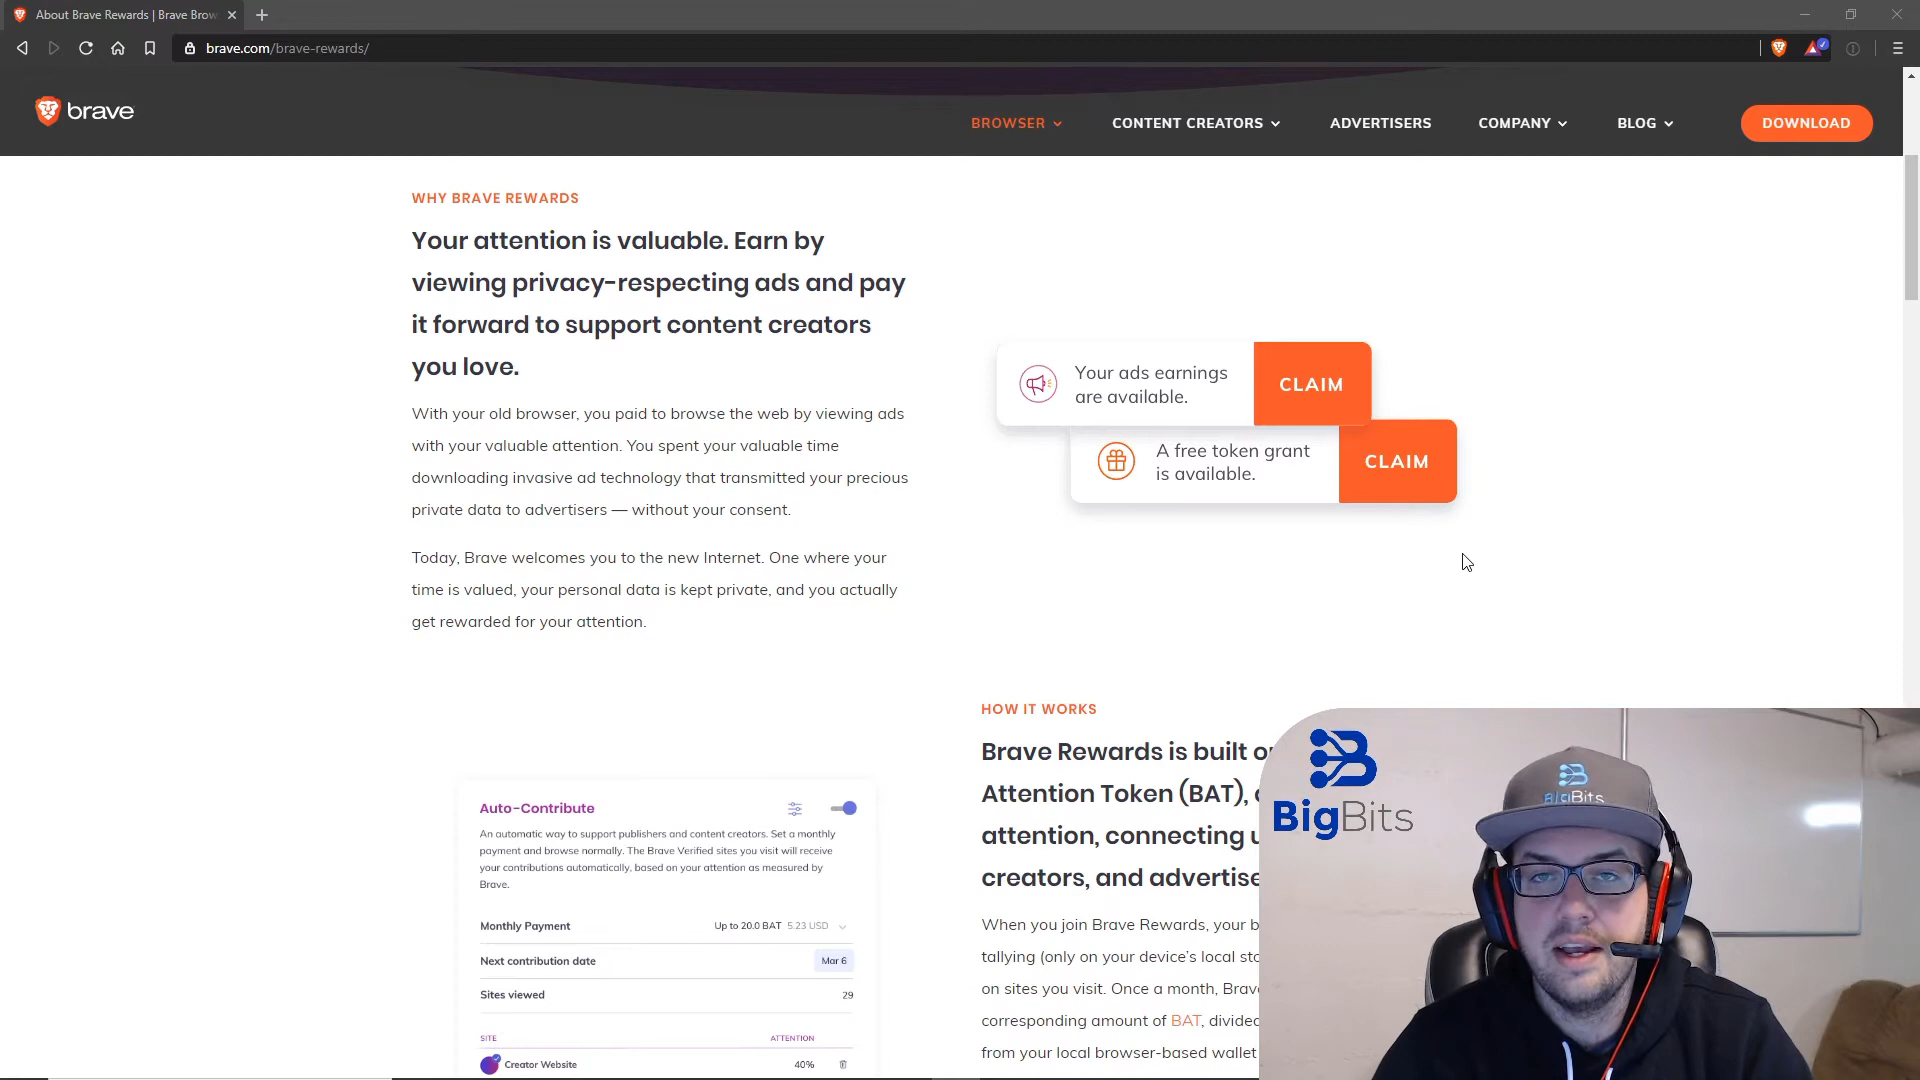 About Brave Rewards | Brave Brow
brave.com/brave-rewards/
brave
BROWSER
CONTENT CREATORS
ADVERTISERS
COMPANY
BLOG
DOWNLOAD
WHY BRAVE REWARDS
Your attention is valuable. Earn by
viewing privacy-respecting ads and pay
it forward to support content creators
you love.
With your old browser, you paid to browse the web by viewing ads
with your valuable attention. You spent your valuable time
downloading invasive ad technology that transmitted your precious
private data to advertisers — without your consent.
Today, Brave welcomes you to the new Internet. One where your
time is valued, your personal data is kept private, and you actually
get rewarded for your attention.
Your ads earnings
are available.
CLAIM
A free token grant
is available.
CLAIM
Auto-Contribute
An automatic way to support publishers and content creators. Set a monthly
payment and browse normally. The Brave Verified sites you visit will receive
your contributions automatically, based on your attention as measured by
Brave.
Monthly Payment Up to 20.0 BAT 5.23 USD
Next contribution date Mar 6
Sites viewed 29
SITE ATTENTION
Creator Website 40%
HOW IT WORKS
Brave Rewards is built o
Attention Token (BAT),
attention, connecting
creators, and advertise
When you join Brave Rewards, your b
tallying (only on your device's local sto
on sites you visit. Once a month, Brav
corresponding amount of BAT, divided
from your local browser-based wallet
BigBits
BigBits